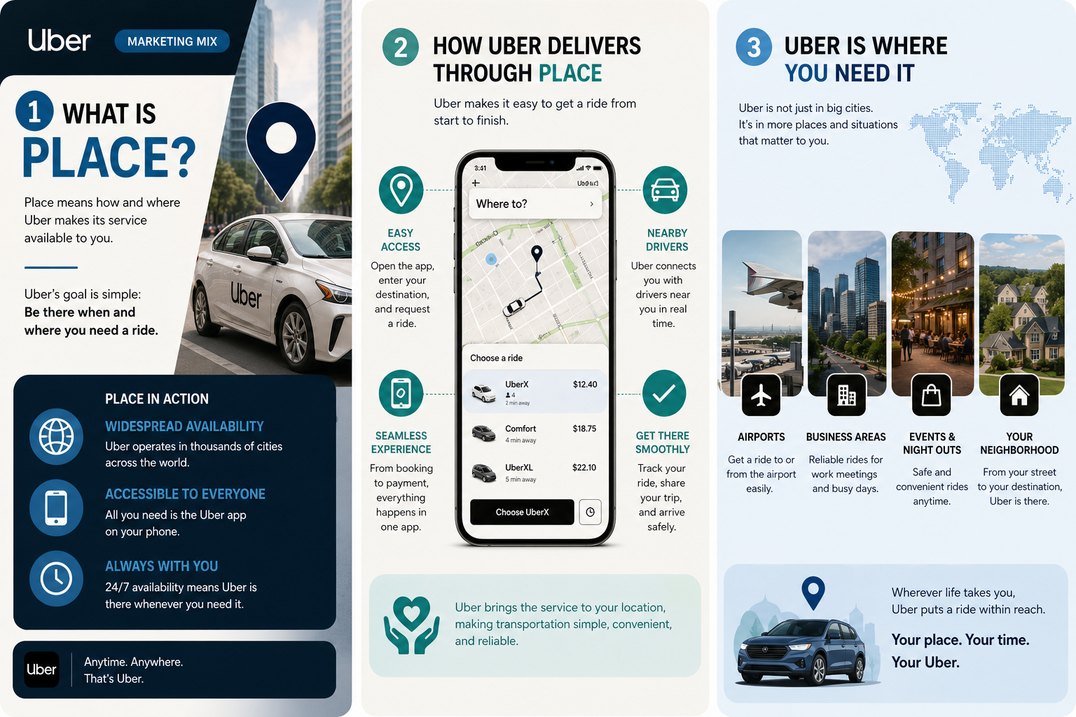 Uber
MARKETING MIX
1
WHAT IS
PLACE?
Place means how and where
Uber makes its service
available to you.
Uber's goal is simple:
Be there when and
where you need a ride.
Uber
PLACE IN ACTION
WIDESPREAD AVAILABILITY
Uber operates in thousands of cities
across the world.
ACCESSIBLE TO EVERYONE
All you need is the Uber app
on your phone.
ALWAYS WITH YOU
24/7 availability means Uber is
there whenever you need it.
Uber
Anytime. Anywhere.
That's Uber.
2
HOW UBER DELIVERS
THROUGH PLACE
Uber makes it easy to get a ride from
start to finish.
EASY
ACCESS
Open the app,
enter your
destination,
and request
a ride.
SEAMLESS
EXPERIENCE
From booking
to payment,
everything
happens in
one app.
3:41
+
Where to?
›
Choose a ride
UberX
$12.40
4
2 min away
Comfort
$18.75
4 min away
UberXL
$22.10
5 min away
Choose UberX
NEARBY
DRIVERS
Uber connects
you with
drivers near
you in real
time.
GET THERE
SMOOTHLY
Track your
ride, share
your trip,
and arrive
safely.
Uber brings the service to your location,
making transportation simple, convenient,
and reliable.
3
UBER IS WHERE
YOU NEED IT
Uber is not just in big cities.
It's in more places and situations
that matter to you.
AIRPORTS
Get a ride to or
from the airport
easily.
BUSINESS AREAS
Reliable rides for
work meetings
and busy days.
EVENTS &
NIGHT OUTS
Safe and
convenient rides
anytime.
YOUR
NEIGHBORHOOD
From your street
to your destination,
Uber is there.
Wherever life takes you,
Uber puts a ride within reach.
Your place. Your time.
Your Uber.